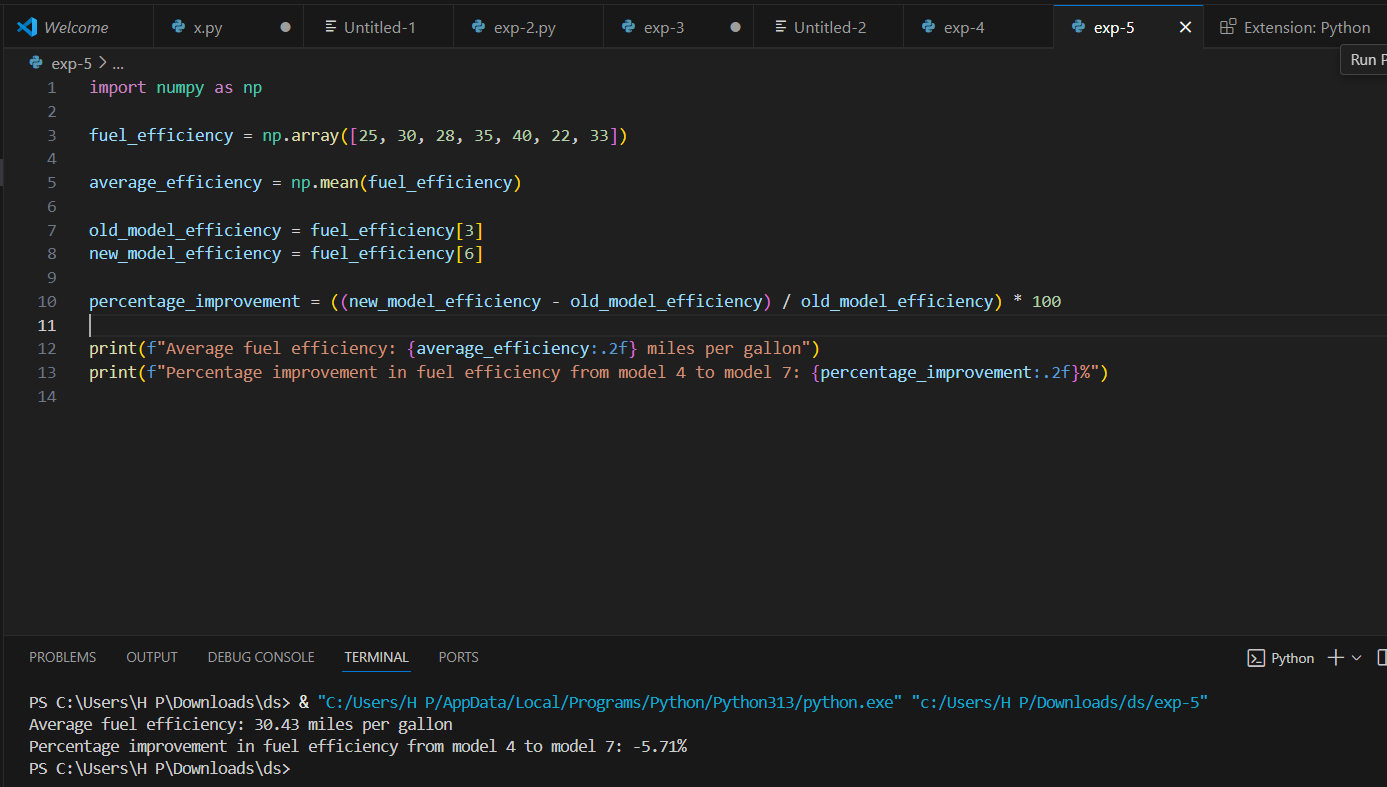 Welcome x.py Untitled-1 exp-2.py exp-3 Untitled-2 exp-4 exp-5 Extension: Python
exp-5 > ...
Run P
1 import numpy as np
2
3 fuel_efficiency = np.array([25, 30, 28, 35, 40, 22, 33])
4
5 average_efficiency = np.mean(fuel_efficiency)
6
7 old_model_efficiency = fuel_efficiency[3]
8 new_model_efficiency = fuel_efficiency[6]
9
10 percentage_improvement = ((new_model_efficiency - old_model_efficiency) / old_model_efficiency) * 100
11
12 print(f"Average fuel efficiency: {average_efficiency:.2f} miles per gallon")
13 print(f"Percentage improvement in fuel efficiency from model 4 to model 7: {percentage_improvement:.2f}%")
14
PROBLEMS OUTPUT DEBUG CONSOLE TERMINAL PORTS Python
PS C:\Users\H P\Downloads\ds> & "C:/Users/H P/AppData/Local/Programs/Python/Python313/python.exe" "c:/Users/H P/Downloads/ds/exp-5"
Average fuel efficiency: 30.43 miles per gallon
Percentage improvement in fuel efficiency from model 4 to model 7: -5.71%
PS C:\Users\H P\Downloads\ds>